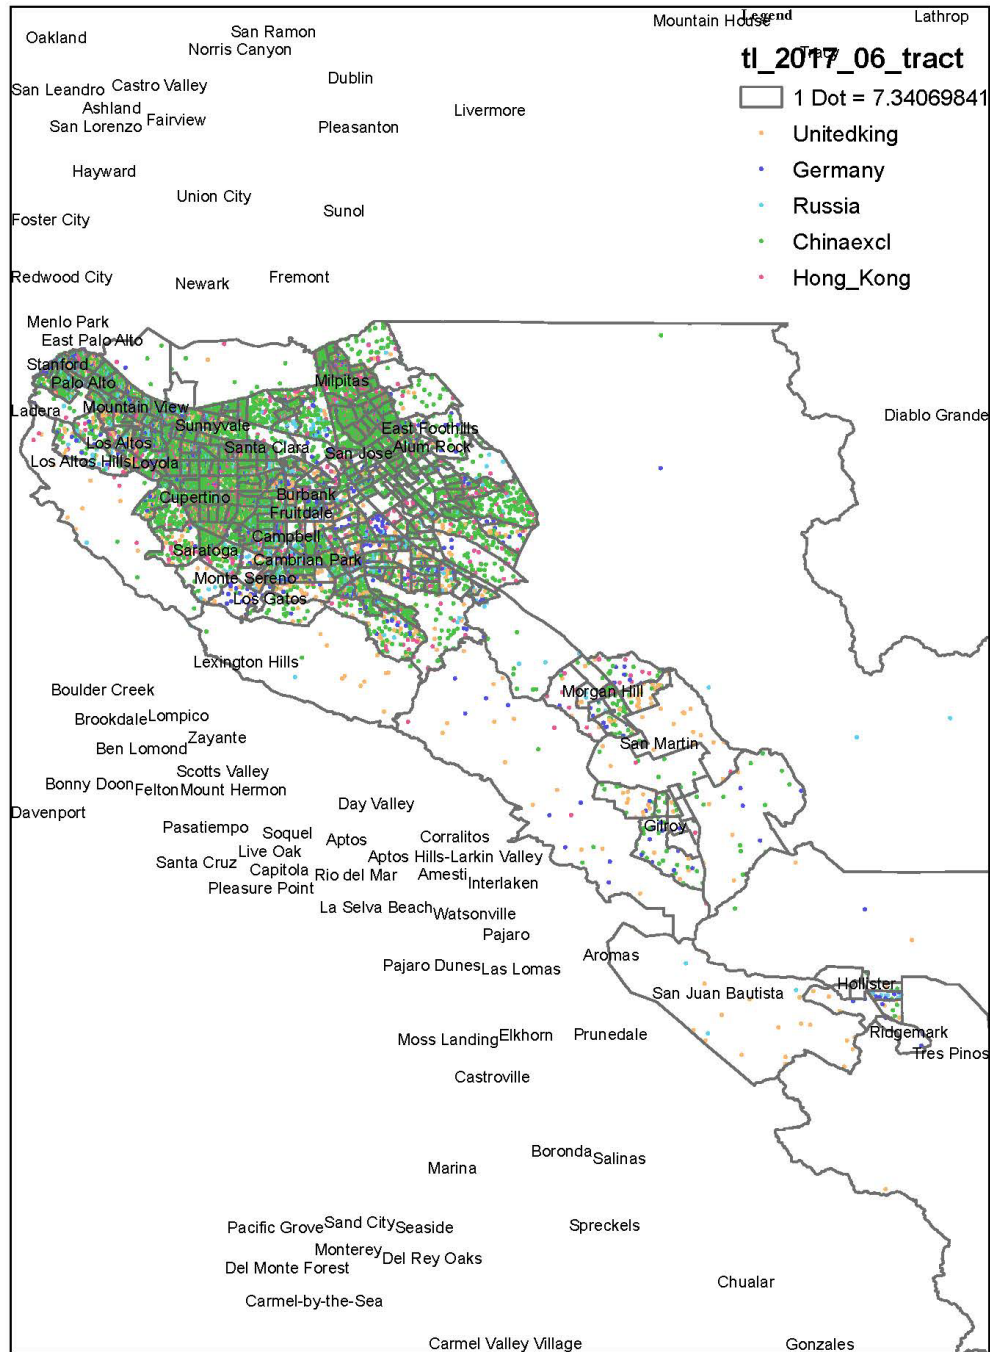 Legend
Mountain House
Lathrop
Oakland
San Ramon
Norris Canyon
Tracy
tl_2017_06_tract
Dublin
San Leandro
Castro Valley
1 Dot = 7.34069841
Ashland
Livermore
San Lorenzo
Fairview
Pleasanton
Unitedking
Hayward
Germany
Union City
Russia
Foster City
Sunol
Chinaexcl
Redwood City
Newark
Fremont
Hong_Kong
Menlo Park
East Palo Alto
Stanford
Palo Alto
Milpitas
Ladera
Mountain View
Diablo Grande
Sunnyvale
East Foothills
Los Altos
Santa Clara
San Jose
Alum Rock
Los Altos Hills
Loyola
Cupertino
Burbank
Fruitdale
Campbell
Saratoga
Cambrian Park
Monte Sereno
Los Gatos
Lexington Hills
Boulder Creek
Morgan Hill
Brookdale
Lompico
Zayante
San Martin
Ben Lomond
Scotts Valley
Bonny Doon
Felton
Mount Hermon
Day Valley
Davenport
Pasatiempo
Soquel
Aptos
Corralitos
Gilroy
Live Oak
Santa Cruz
Aptos Hills-Larkin Valley
Capitola
Rio del Mar
Amesti
Pleasure Point
Interlaken
La Selva Beach
Watsonville
Pajaro
Aromas
Pajaro Dunes
Las Lomas
San Juan Bautista
Hollister
Moss Landing
Elkhorn
Prunedale
Ridgemark
Tres Pinos
Castroville
Boronda
Salinas
Marina
Pacific Grove
Sand City
Seaside
Spreckels
Monterey
Del Rey Oaks
Del Monte Forest
Chualar
Carmel-by-the-Sea
Carmel Valley Village
Gonzales